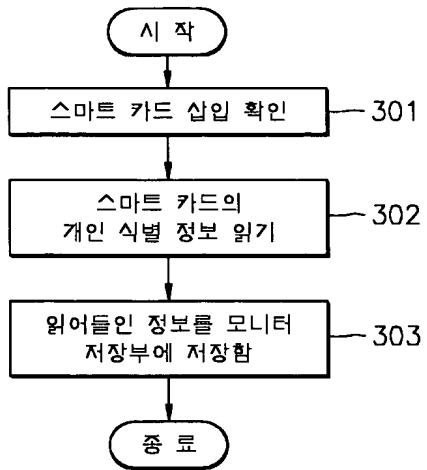 시 작
스마트 카드 삽입 확인
301
스마트 카드의
개인 식별 정보 읽기
302
읽어들인 정보를 모니터
저장부에 저장함
303
종 료